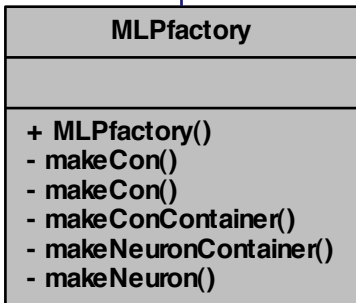 MLPfactory
+ MLPfactory()
- makeCon()
- makeCon()
- makeConContainer()
- makeNeuronContainer()
- makeNeuron()